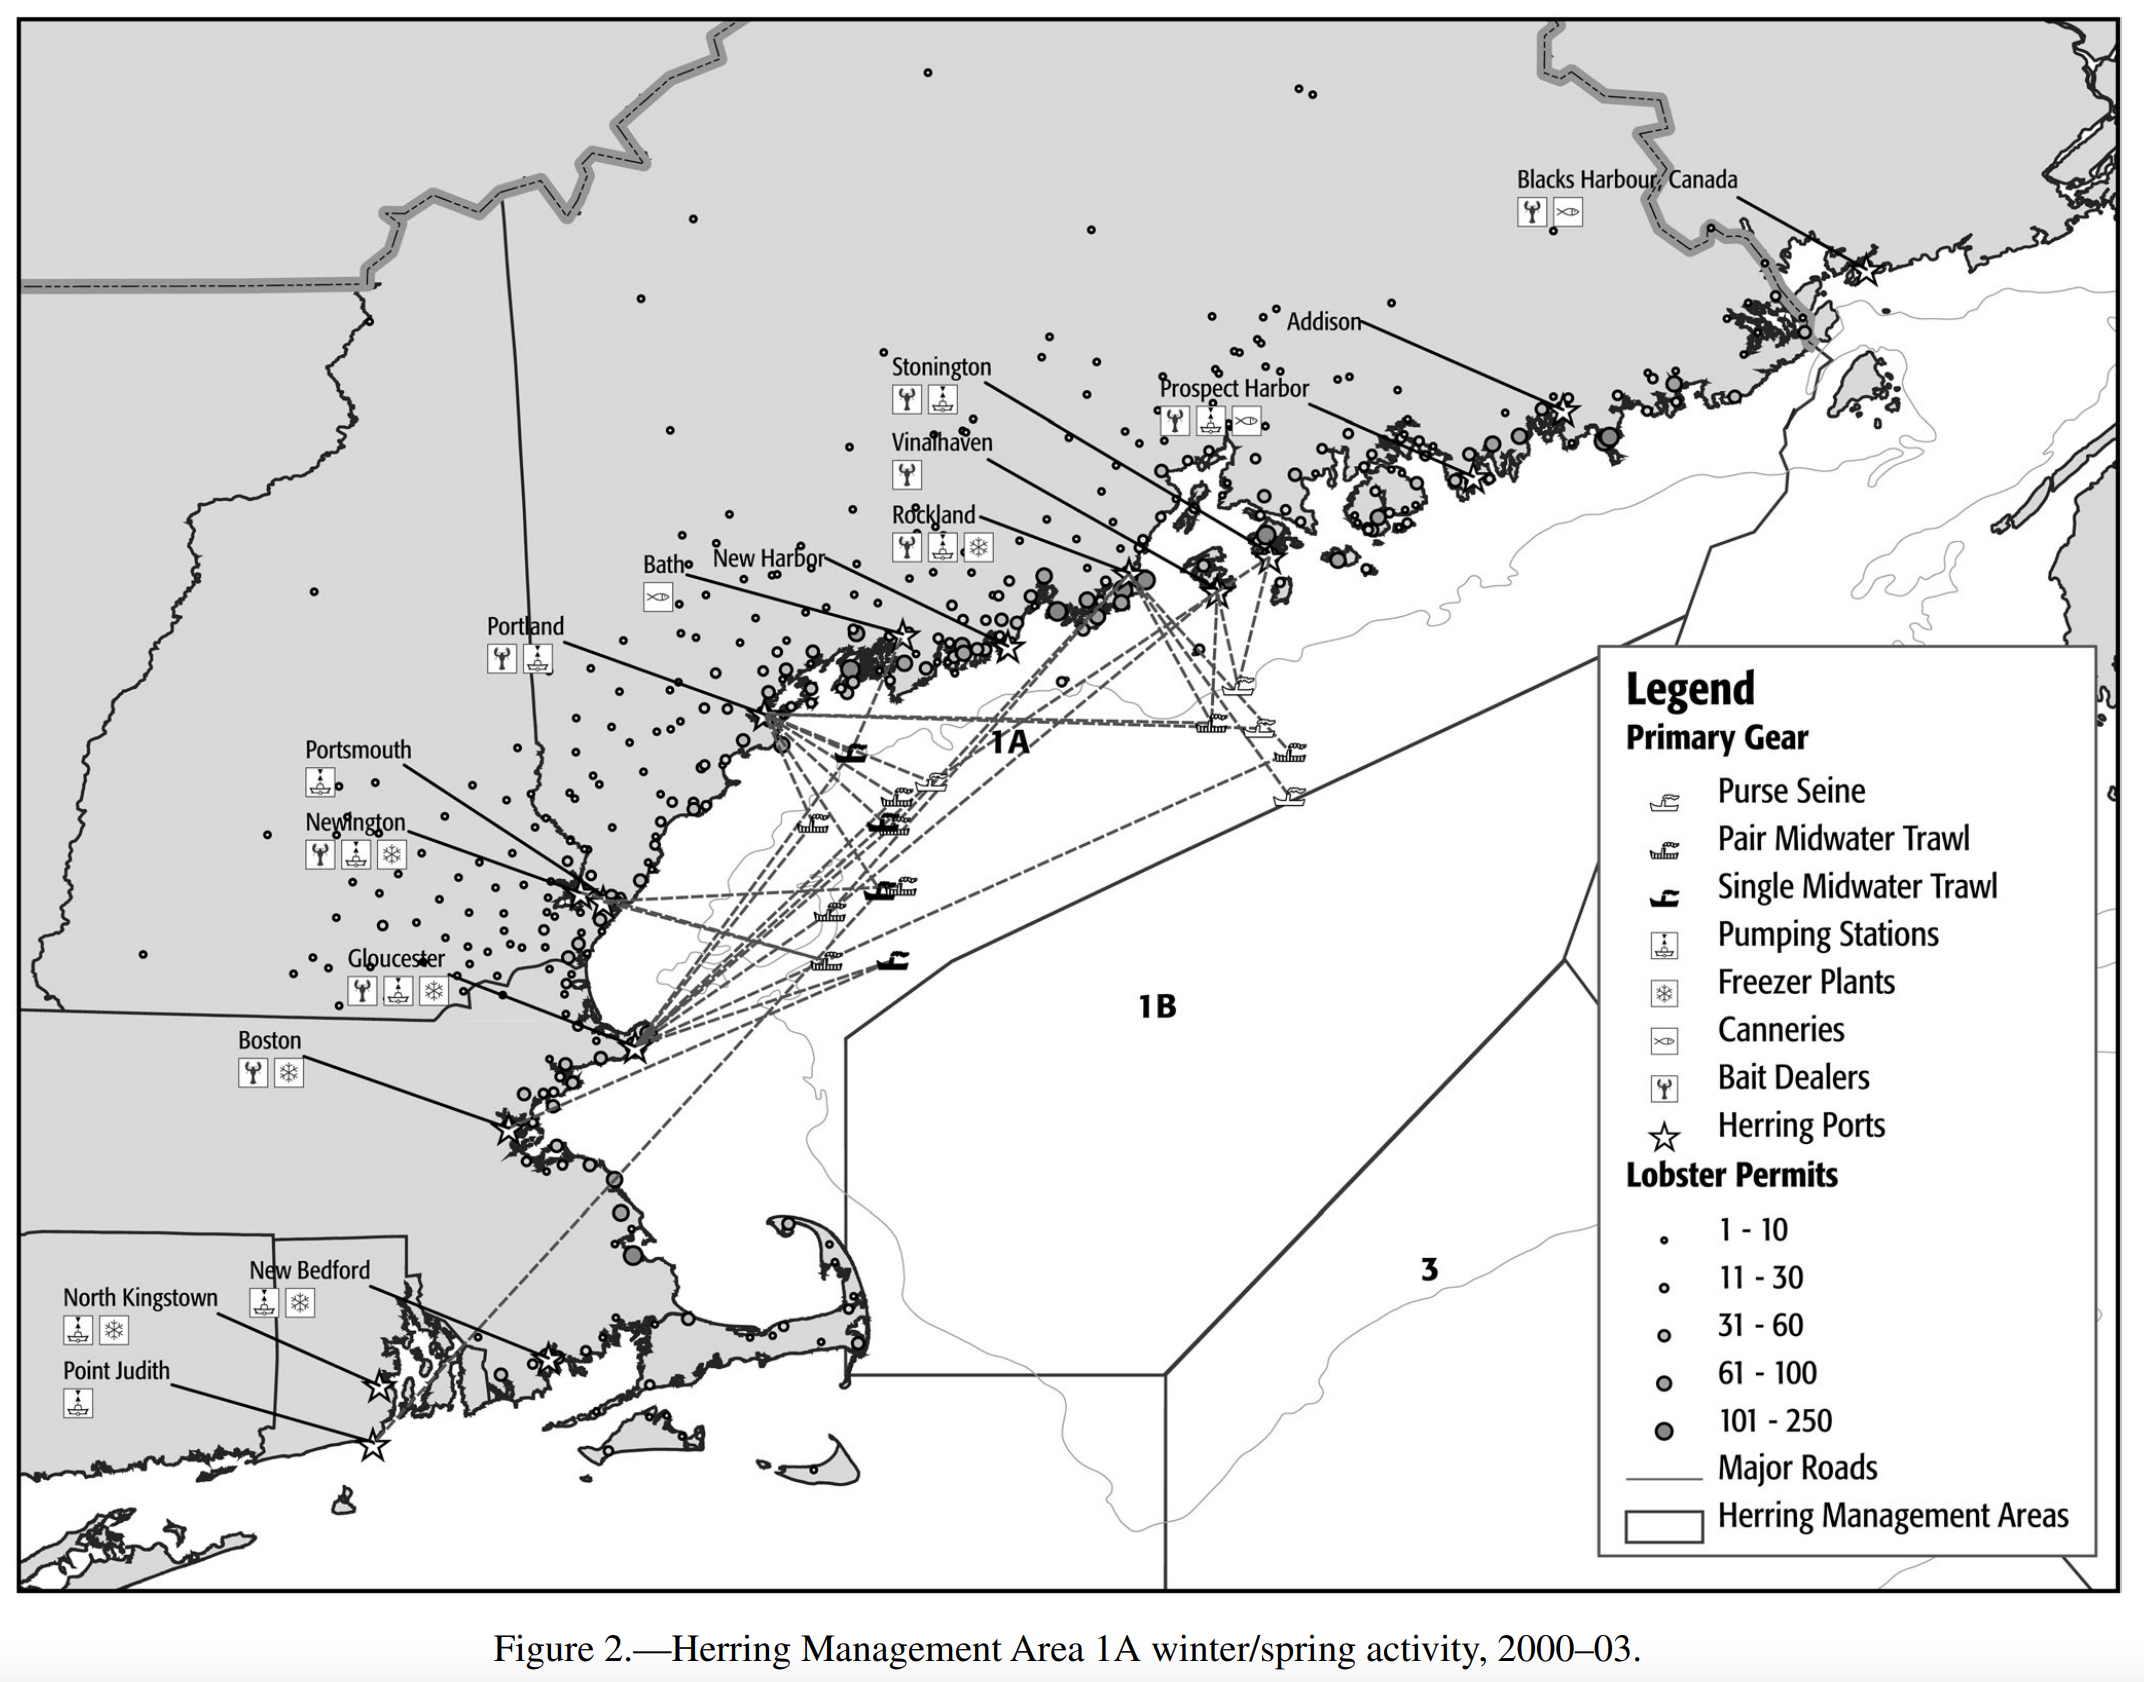 Blacks Harbour, Canada
Addison
Stonington
Prospect Harbor
Vinalhaven
Rockland
New Harbor
Bath
Portland
Portsmouth
Newington
Gloucester
Boston
New Bedford
North Kingstown
Point Judith
1A
1B
3
Legend
Primary Gear
Purse Seine
Pair Midwater Trawl
Single Midwater Trawl
Pumping Stations
Freezer Plants
Canneries
Bait Dealers
Herring Ports
Lobster Permits
1 - 10
11 - 30
31 - 60
61 - 100
101 - 250
Major Roads
Herring Management Areas
Figure 2.—Herring Management Area 1A winter/spring activity, 2000–03.